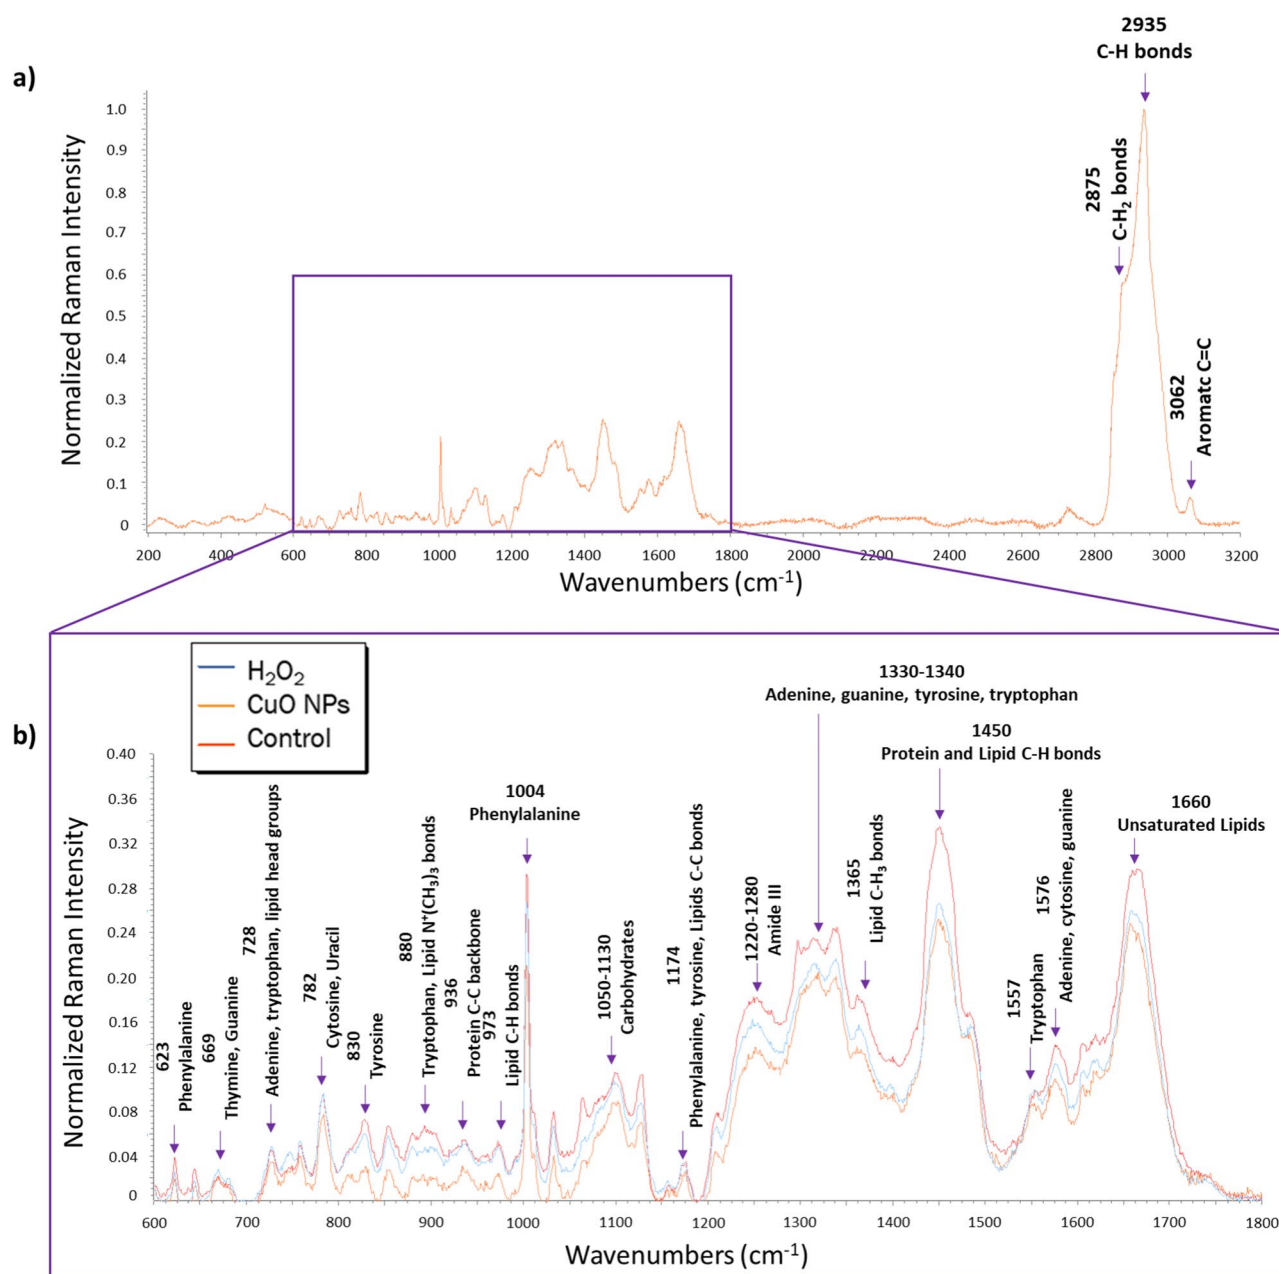 a)
2935
C-H bonds
2875
C-H₂ bonds
3062
Aromatc C=C
Normalized Raman Intensity
1.0
0.9
0.8
0.7
0.6
0.5
0.4
0.3
0.2
0.1
0
200 400 600 800 1000 1200 1400 1600 1800 2000 2200 2400 2600 2800 3000 3200
Wavenumbers (cm⁻¹)
b)
H₂O₂
CuO NPs
Control
Normalized Raman Intensity
0.40
0.36
0.32
0.28
0.24
0.20
0.16
0.12
0.08
0.04
0
623
Phenylalanine
669
Thymine, Guanine
728
Adenine, tryptophan, lipid head groups
782
Cytosine, Uracil
830
Tyrosine
880
Tryptophan, Lipid N⁺(CH₃)₃ bonds
936
Protein C-C backbone
973
Lipid C-H bonds
1004
Phenylalanine
1050-1130
Carbohydrates
1174
Phenylalanine, tyrosine, Lipids C-C bonds
1220-1280
Amide III
1330-1340
Adenine, guanine, tyrosine, tryptophan
1365
Lipid C-H₃ bonds
1450
Protein and Lipid C-H bonds
1557
Tryptophan
1576
Adenine, cytosine, guanine
1660
Unsaturated Lipids
600 700 800 900 1000 1100 1200 1300 1400 1500 1600 1700 1800
Wavenumbers (cm⁻¹)